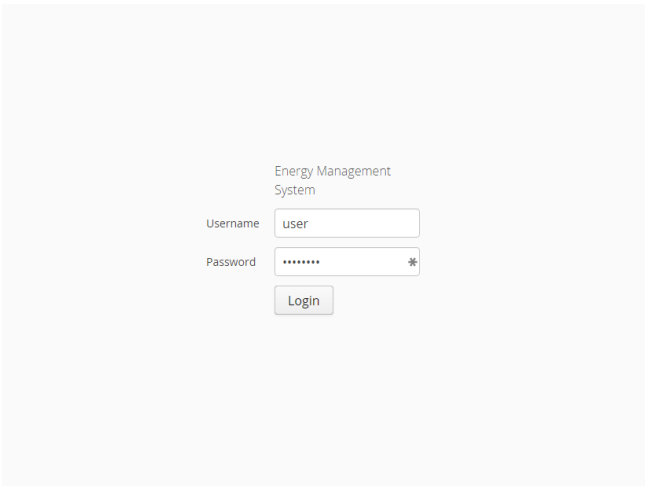 Energy Management
System
Username
user
Password
••••••••
*
Login